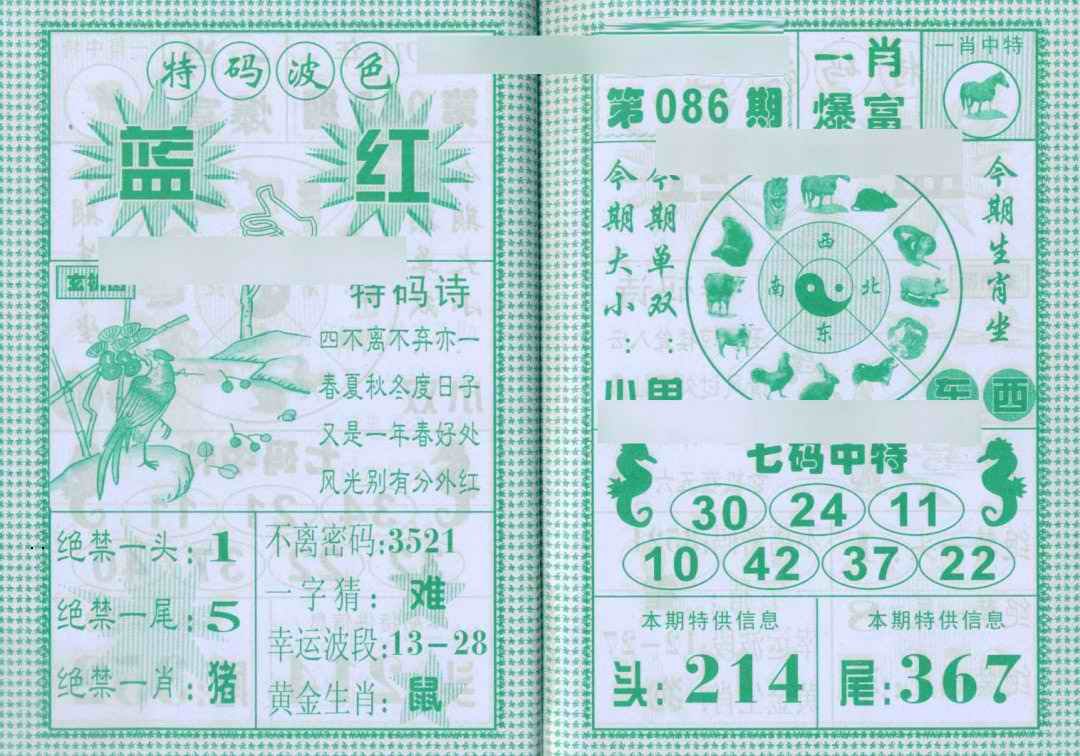 特码波色
蓝 红
特码诗
四不离不弃亦一
春夏秋冬度日子
又是一年春好处
风光别有分外红
绝禁一头:1
绝禁一尾:5
绝禁一肖:猪
不离密码:3521
一字猜:难
幸运波段:13-28
黄金生肖:鼠
第086期
一肖
爆富
一肖中特
今期大小:
今期单双:
西
南 北
东
今期生肖坐
东西
七码中特
30 24 11
10 42 37 22
本期特供信息
头:214
本期特供信息
尾:367